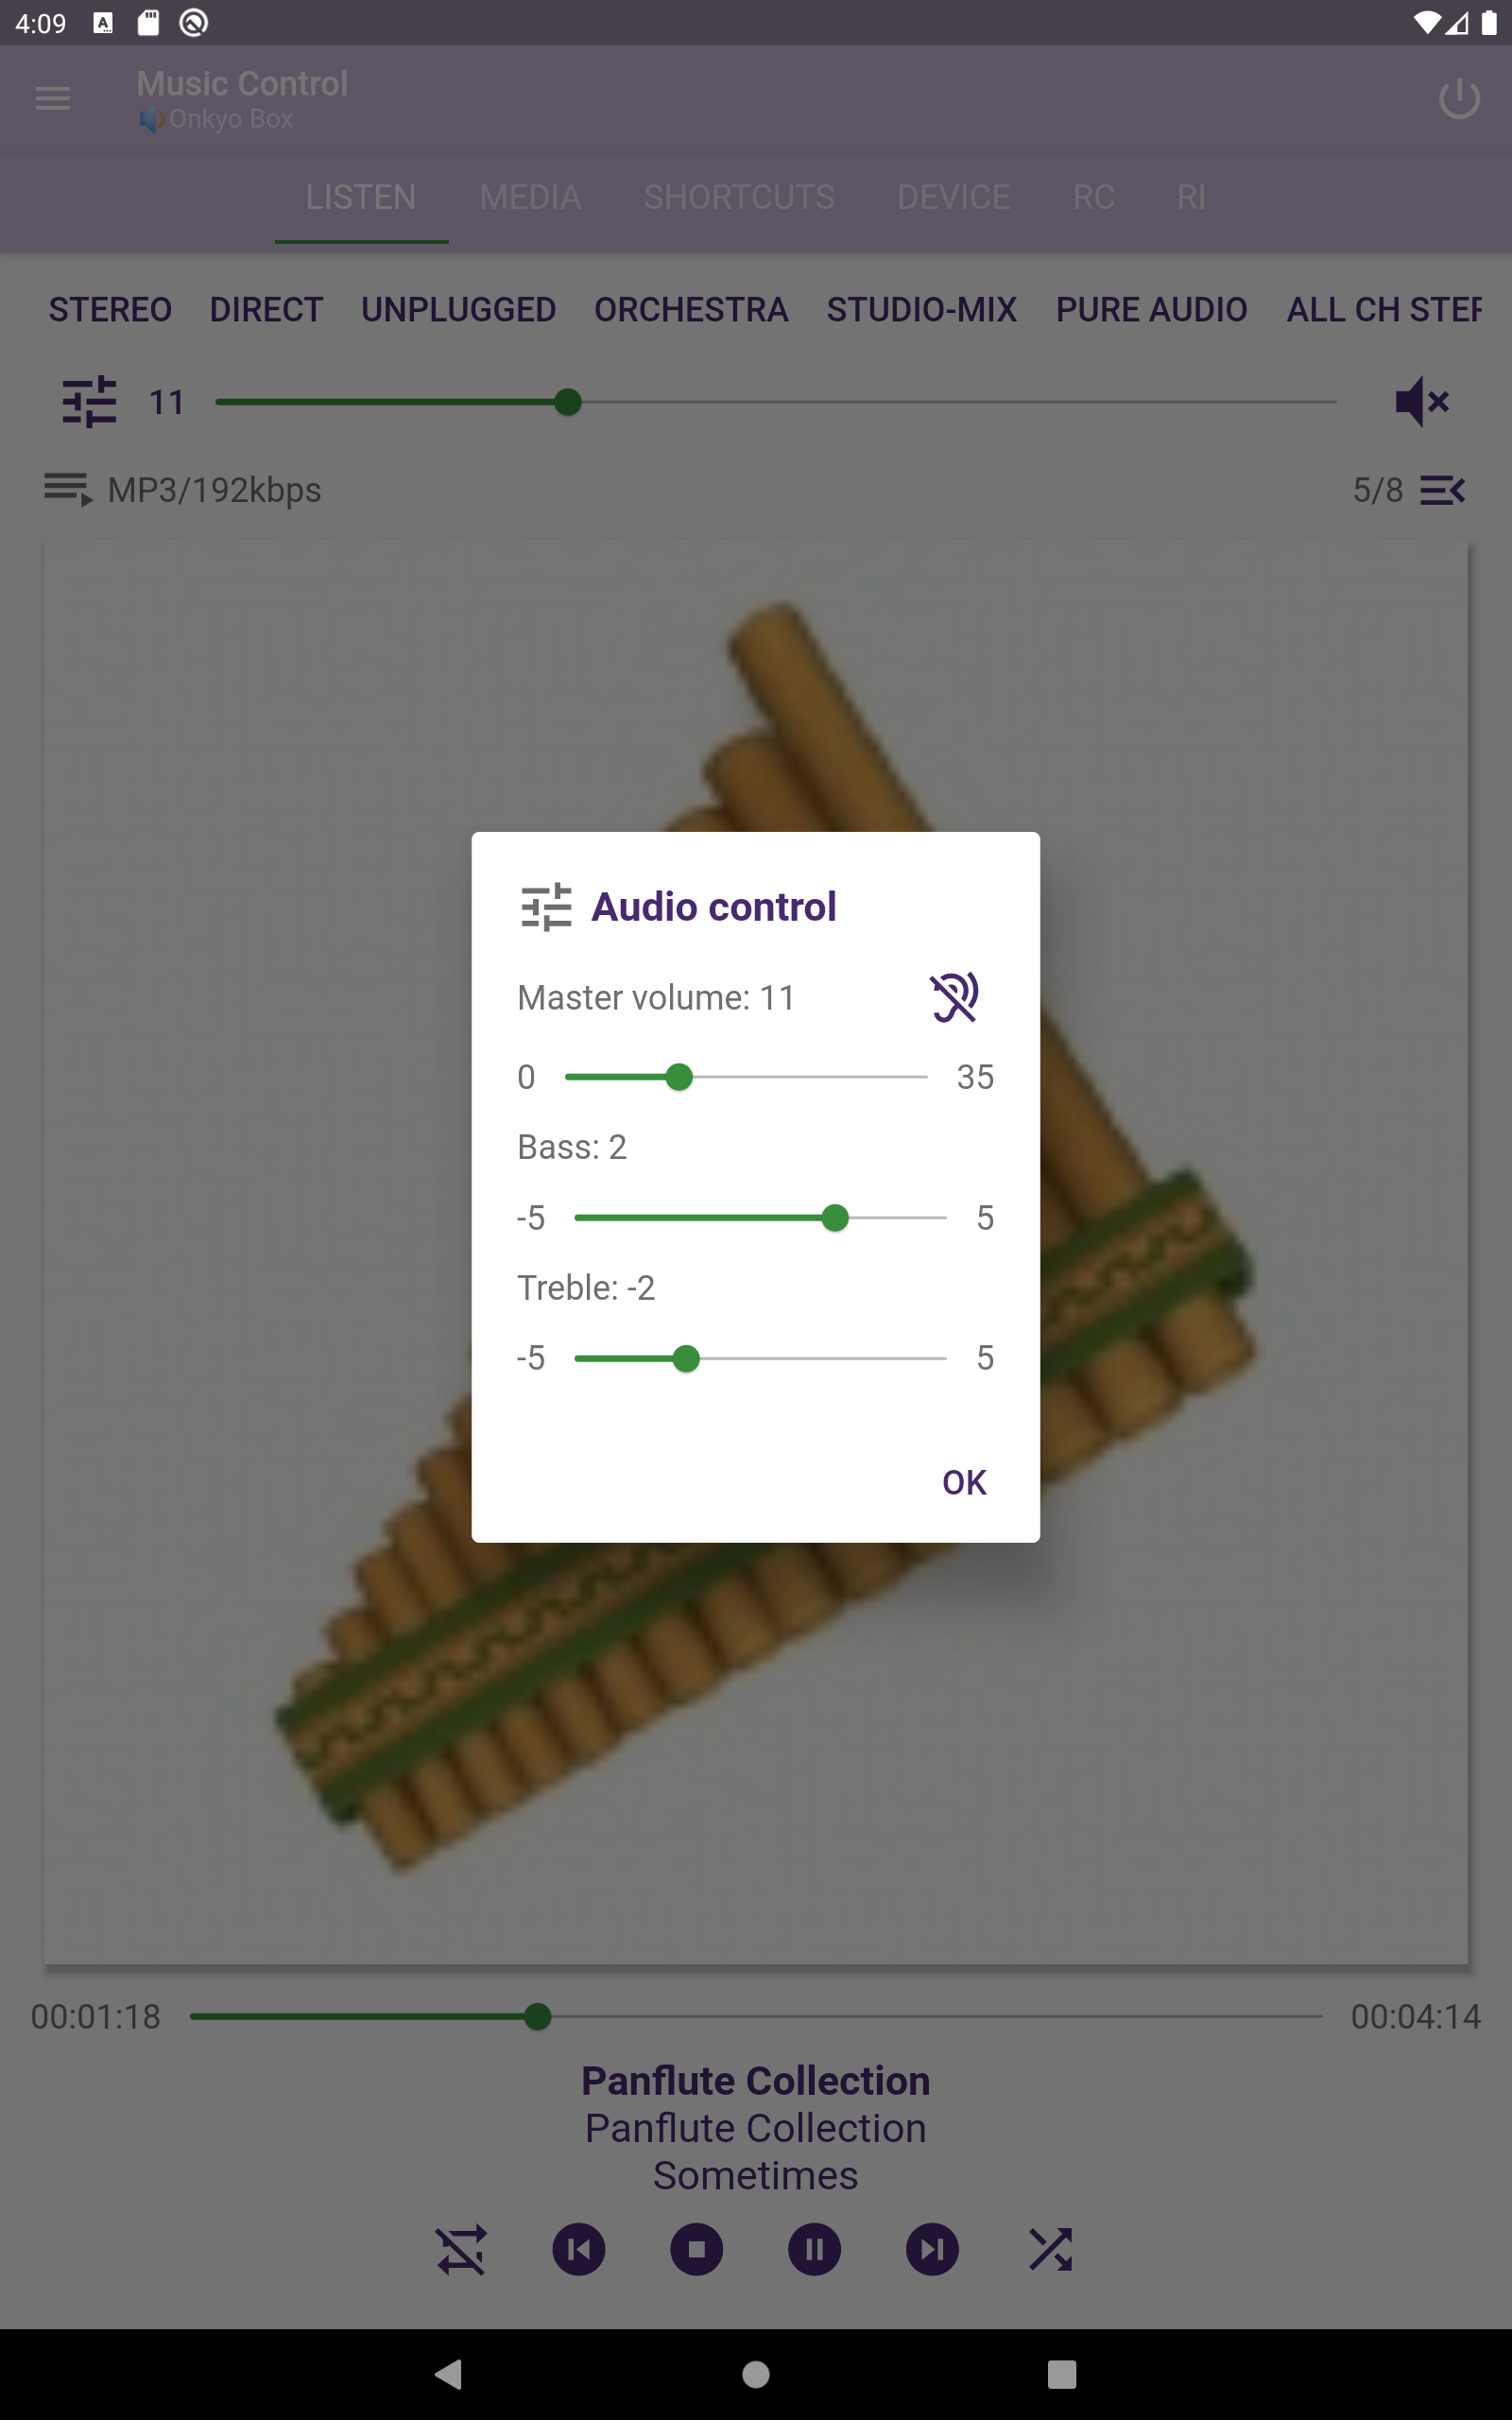 4:09
Music Control
Onkyo Box
LISTEN MEDIA SHORTCUTS DEVICE RC RI
STEREO DIRECT UNPLUGGED ORCHESTRA STUDIO-MIX PURE AUDIO ALL CH
11
MP3/192kbps 5/8
Audio control
Master volume: 11
0 35
Bass: 2
-5 5
Treble: -2
-5 5
OK
00:01:18 00:04:14
Panflute Collection
Panflute Collection
Sometimes